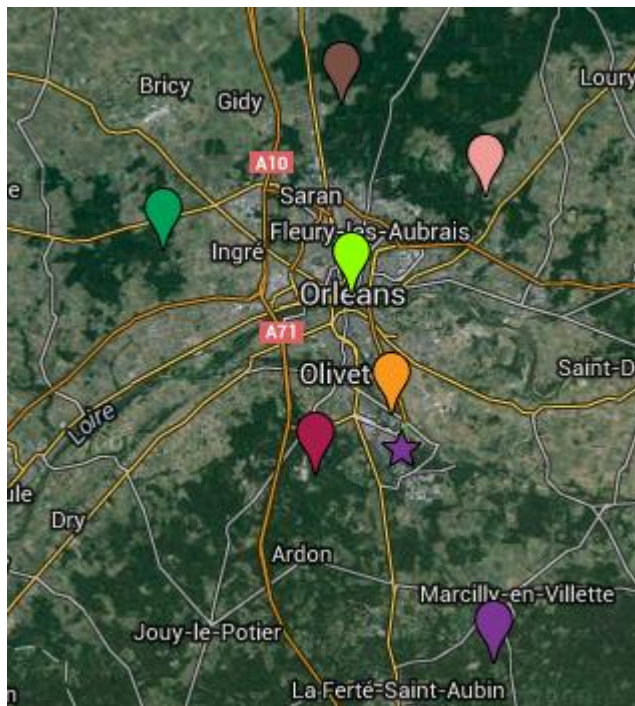 Loury
Bricy
Gidy
A10
e
Saran
Fleury-les-Aubrais
Ingré
Orléans
A71
Saint-D
Olivet
Loire
ule
Dry
Ardon
Marcilly-en-Villette
Jouy-le-Potier
La Ferté-Saint-Aubin
n